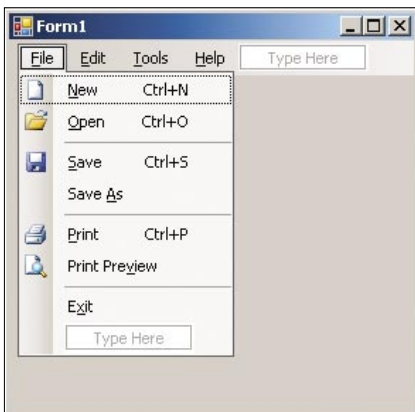 Form1
File Edit Tools Help Type Here
New Ctrl+N
Open Ctrl+O
Save Ctrl+S
Save As
Print Ctrl+P
Print Preview
Exit
Type Here